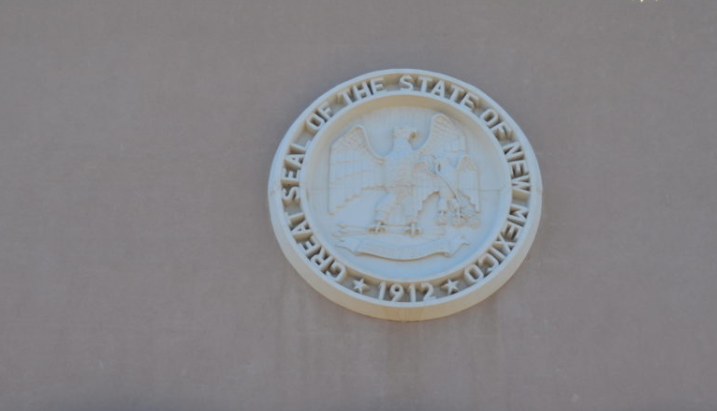 GREAT SEAL OF THE STATE OF NEW MEXICO
★ 1912 ★